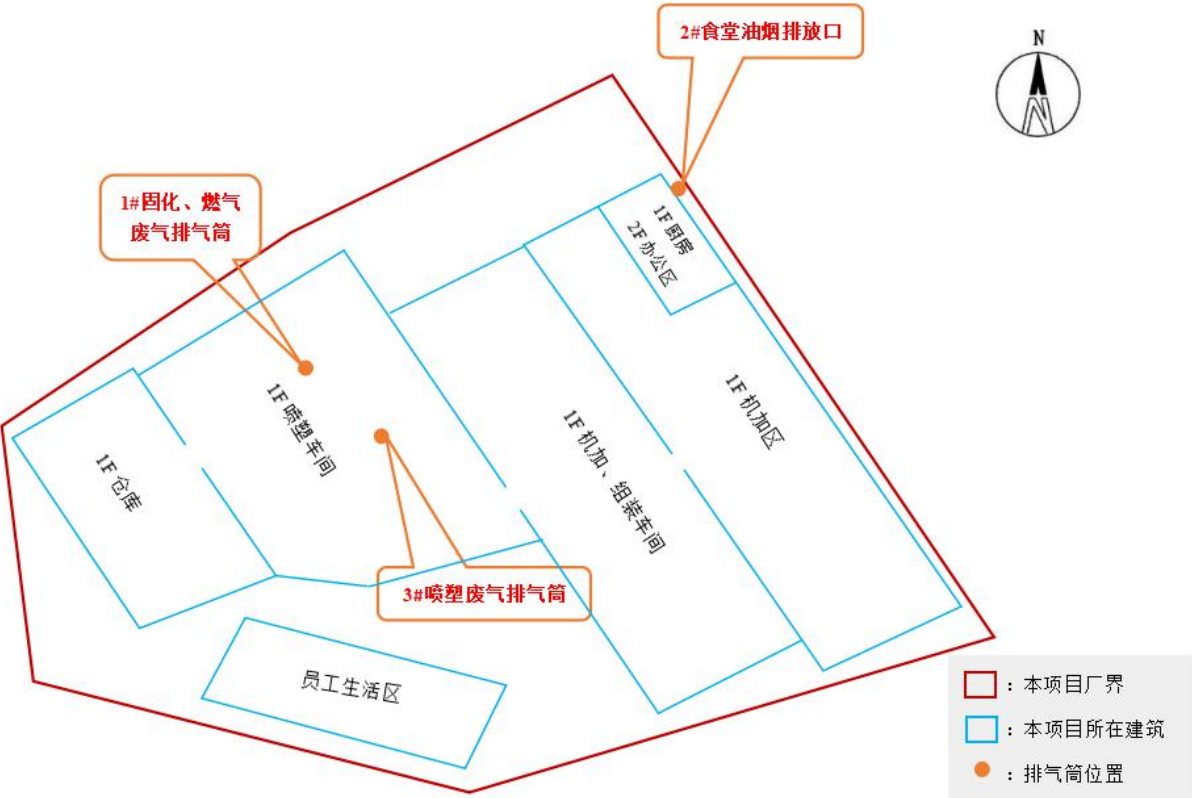 2#食堂油烟排放口
N
1#固化、燃气
废气排气筒
1F厨房
2F办公区
1F机加区
1F喷塑车间
1F机加、组装车间
1F仓库
3#喷塑废气排气筒
员工生活区
：本项目厂界
：本项目所在建筑
：排气筒位置